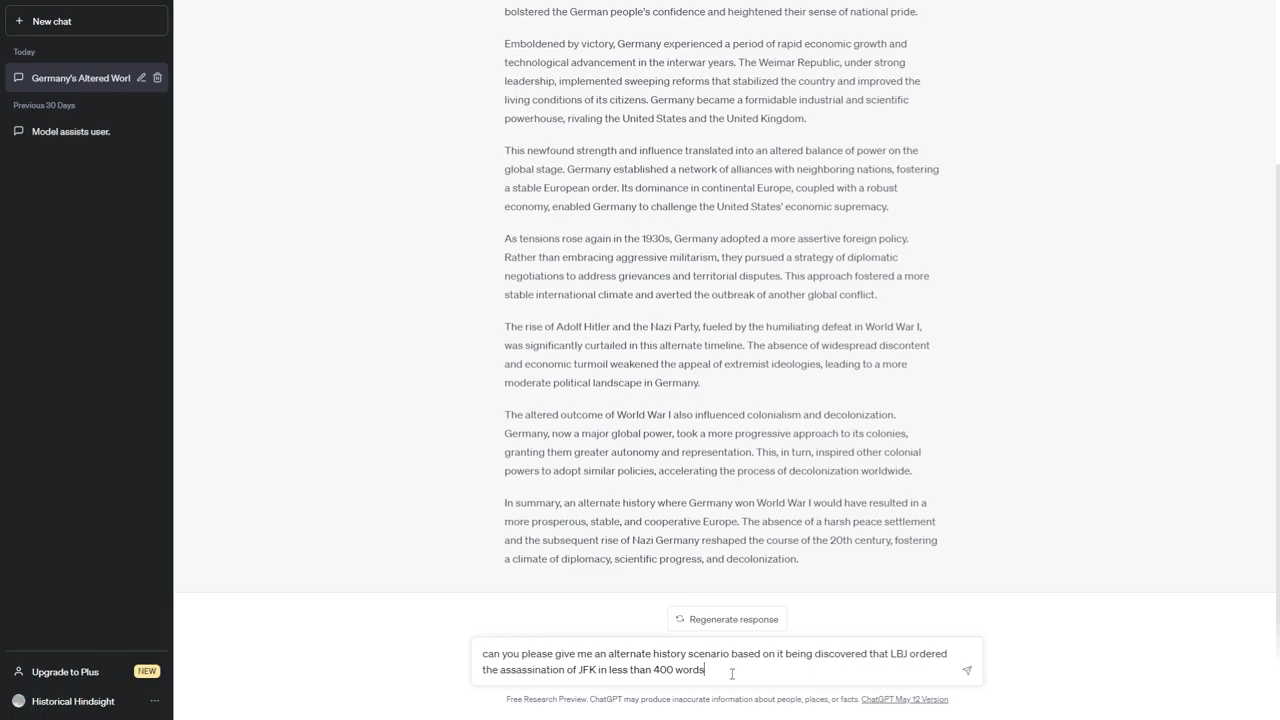 New chat
Today
Germany's Altered Worl
Previous 30 Days
Model assists user.
bolstered the German people's confidence and heightened their sense of national pride.
Emboldened by victory, Germany experienced a period of rapid economic growth and
technological advancement in the interwar years. The Weimar Republic, under strong
leadership, implemented sweeping reforms that stabilized the country and improved the
living conditions of its citizens. Germany became a formidable industrial and scientific
powerhouse, rivaling the United States and the United Kingdom.
This newfound strength and influence translated into an altered balance of power on the
global stage. Germany established a network of alliances with neighboring nations, fostering
a stable European order. Its dominance in continental Europe, coupled with a robust
economy, enabled Germany to challenge the United States' economic supremacy.
As tensions rose again in the 1930s, Germany adopted a more assertive foreign policy.
Rather than embracing aggressive militarism, they pursued a strategy of diplomatic
negotiations to address grievances and territorial disputes. This approach fostered a more
stable international climate and averted the outbreak of another global conflict.
The rise of Adolf Hitler and the Nazi Party, fueled by the humiliating defeat in World War I,
was significantly curtailed in this alternate timeline. The absence of widespread discontent
and economic turmoil weakened the appeal of extremist ideologies, leading to a more
moderate political landscape in Germany.
The altered outcome of World War I also influenced colonialism and decolonization.
Germany, now a major global power, took a more progressive approach to its colonies,
granting them greater autonomy and representation. This, in turn, inspired other colonial
powers to adopt similar policies, accelerating the process of decolonization worldwide.
In summary, an alternate history where Germany won World War I would have resulted in a
more prosperous, stable, and cooperative Europe. The absence of a harsh peace settlement
and the subsequent rise of Nazi Germany reshaped the course of the 20th century, fostering
a climate of diplomacy, scientific progress, and decolonization.
Regenerate response
can you please give me an alternate history scenario based on it being discovered that LBJ ordered
the assassination of JFK in less than 400 words
Free Research Preview. ChatGPT may produce inaccurate information about people, places, or facts. ChatGPT May 12 Version
Upgrade to Plus
NEW
Historical Hindsight
...